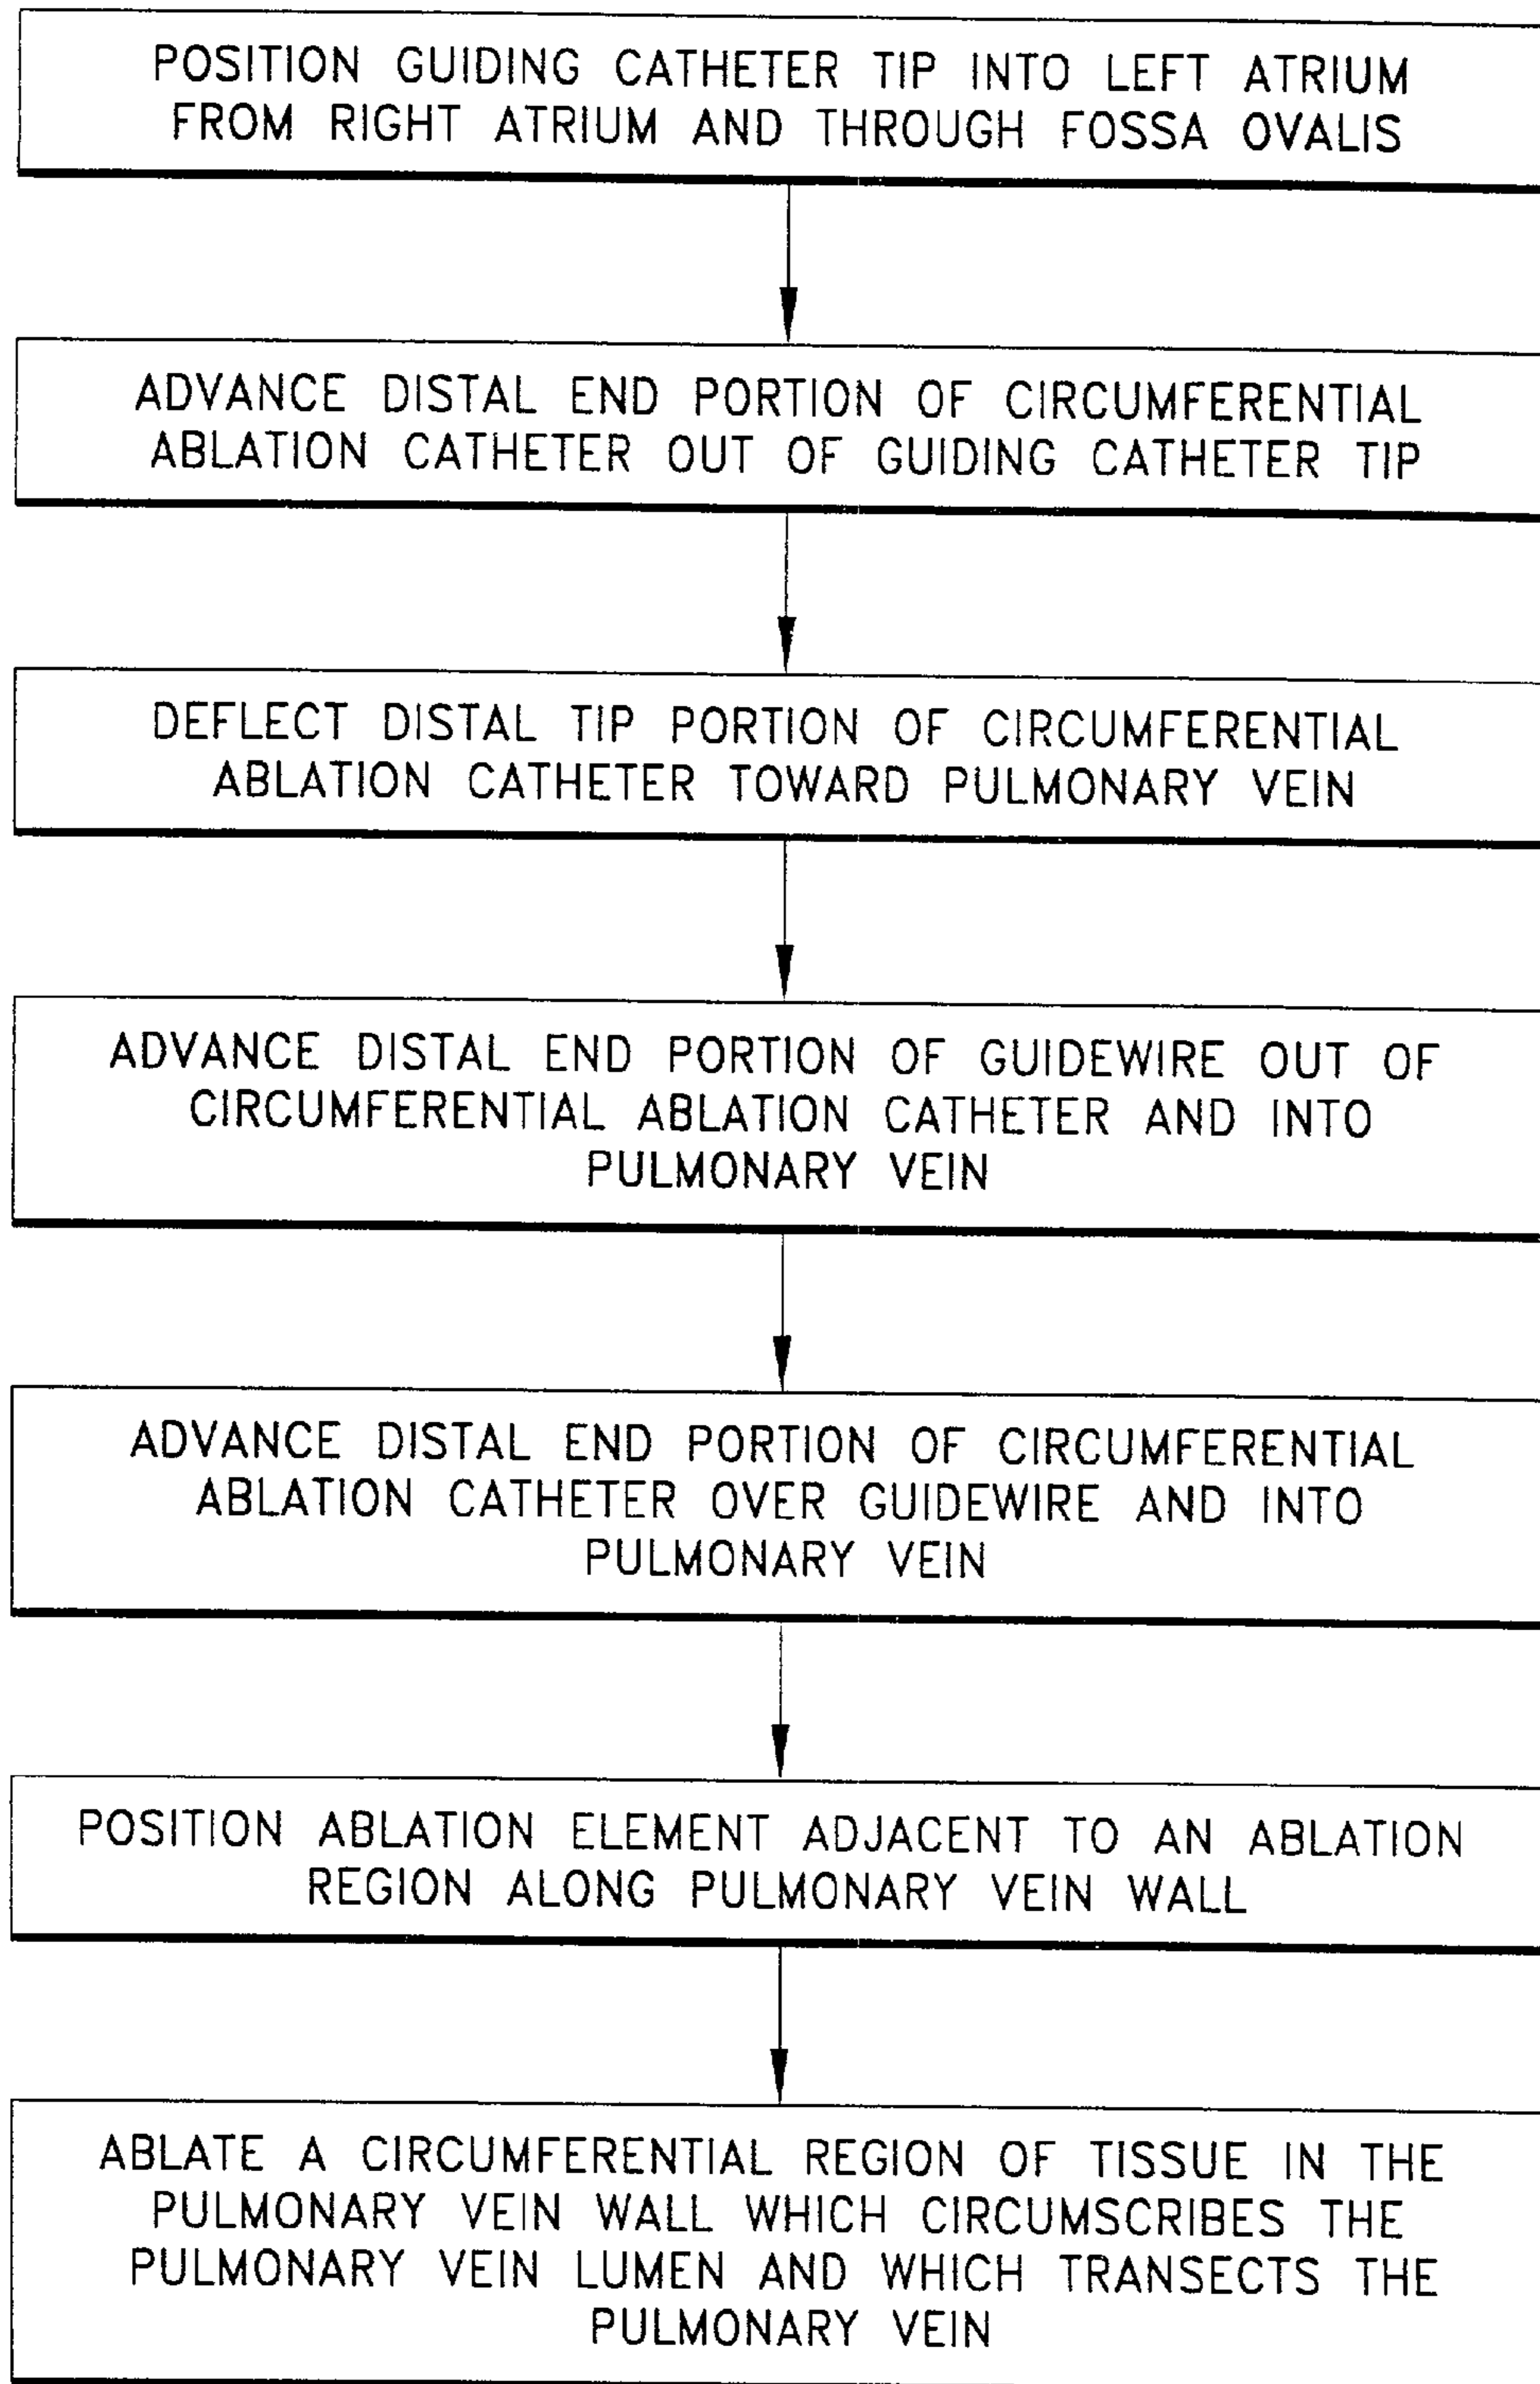 POSITION GUIDING CATHETER TIP INTO LEFT ATRIUM
FROM RIGHT ATRIUM AND THROUGH FOSSA OVALIS
ADVANCE DISTAL END PORTION OF CIRCUMFERENTIAL
ABLATION CATHETER OUT OF GUIDING CATHETER TIP
DEFLECT DISTAL TIP PORTION OF CIRCUMFERENTIAL
ABLATION CATHETER TOWARD PULMONARY VEIN
ADVANCE DISTAL END PORTION OF GUIDEWIRE OUT OF
CIRCUMFERENTIAL ABLATION CATHETER AND INTO
PULMONARY VEIN
ADVANCE DISTAL END PORTION OF CIRCUMFERENTIAL
ABLATION CATHETER OVER GUIDEWIRE AND INTO
PULMONARY VEIN
POSITION ABLATION ELEMENT ADJACENT TO AN ABLATION
REGION ALONG PULMONARY VEIN WALL
ABLATE A CIRCUMFERENTIAL REGION OF TISSUE IN THE
PULMONARY VEIN WALL WHICH CIRCUMSCRIBES THE
PULMONARY VEIN LUMEN AND WHICH TRANSECTS THE
PULMONARY VEIN